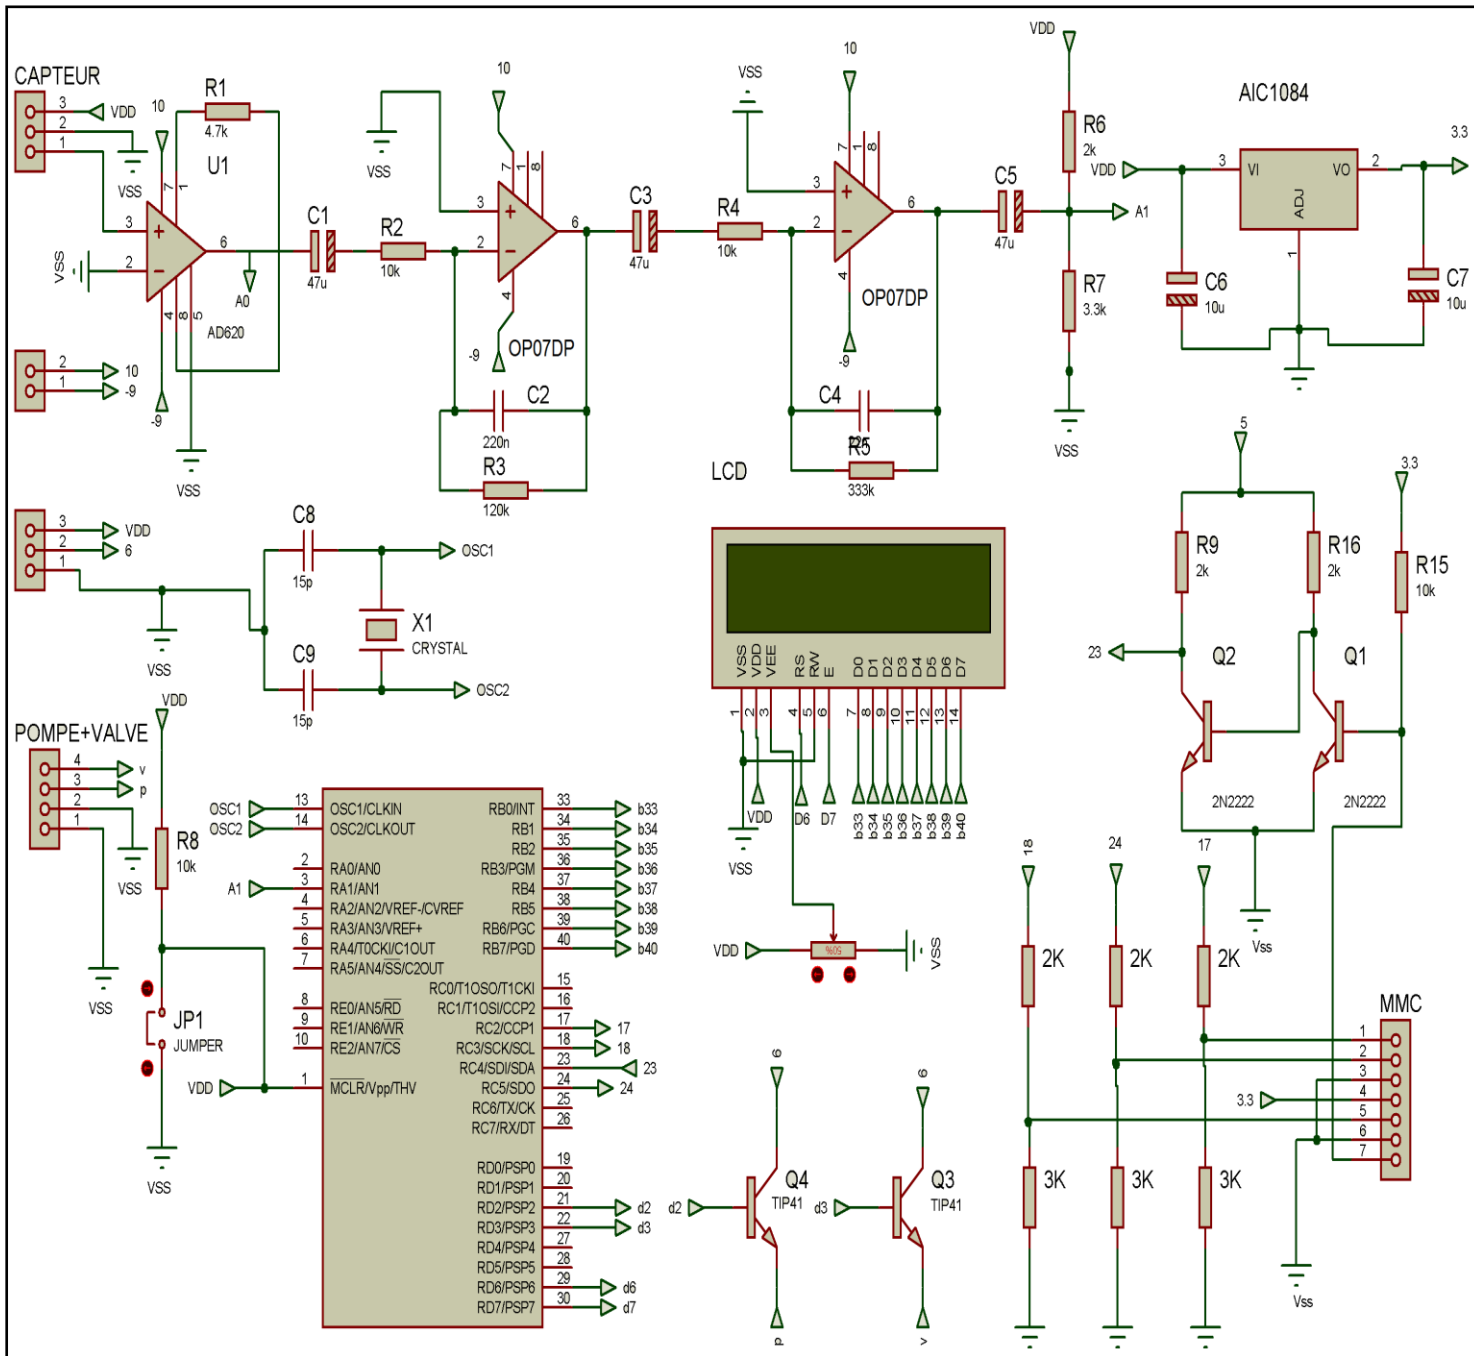 CAPTEUR
3
VDD
2
1
VSS
10
R1
4.7k
U1
7
1
3
2
6
VSS
4
8
5
AD620
A0
-9
VSS
2
10
1
-9
C1
47u
R2
10k
VSS
10
7
1
8
3
2
6
4
-9
OP07DP
C2
220n
R3
120k
C3
47u
R4
10k
VSS
10
7
1
8
3
2
6
4
-9
OP07DP
C4
R5
333k
C5
47u
VDD
R6
2k
A1
R7
3.3k
VSS
AIC1084
VDD
3
VI
VO
2
3.3
ADJ
1
C6
10u
C7
10u
3
VDD
2
6
1
VSS
C8
15p
C9
15p
OSC1
X1
CRYSTAL
OSC2
LCD
VSS
VDD
VEE
RS
RW
E
D0
D1
D2
D3
D4
D5
D6
D7
1
2
3
4
5
6
7
8
9
10
11
12
13
14
VSS
VDD
D6
D7
b33
b34
b35
b36
b37
b38
b39
b40
VDD
50%
VSS
5
3.3
R9
2k
R16
2k
R15
10k
23
Q2
Q1
2N2222
2N2222
Vss
POMPE+VALVE
4
v
3
p
2
1
VSS
VSS
VDD
R8
10k
JP1
JUMPER
VSS
VDD
OSC1
13
OSC1/CLKIN
OSC2
14
OSC2/CLKOUT
2
RA0/AN0
A1
3
RA1/AN1
4
RA2/AN2/VREF-/CVREF
5
RA3/AN3/VREF+
6
RA4/T0CKI/C1OUT
7
RA5/AN4/SS/C2OUT
8
RE0/AN5/RD
9
RE1/AN6/WR
10
RE2/AN7/CS
1
MCLR/Vpp/THV
RB0/INT
33
b33
RB1
34
b34
RB2
35
b35
RB3/PGM
36
b36
RB4
37
b37
RB5
38
b38
RB6/PGC
39
b39
RB7/PGD
40
b40
RC0/T1OSO/T1CKI
15
RC1/T1OSI/CCP2
16
RC2/CCP1
17
17
RC3/SCK/SCL
18
18
RC4/SDI/SDA
23
23
RC5/SDO
24
24
RC6/TX/CK
25
RC7/RX/DT
26
RD0/PSP0
19
RD1/PSP1
20
RD2/PSP2
21
d2
RD3/PSP3
22
d3
RD4/PSP4
27
RD5/PSP5
28
RD6/PSP6
29
d6
RD7/PSP7
30
d7
6
d2
Q4
TIP41
p
6
d3
Q3
TIP41
v
18
24
17
2K
2K
2K
3K
3K
3K
MMC
1
2
3
3.3
4
5
6
7
Vss